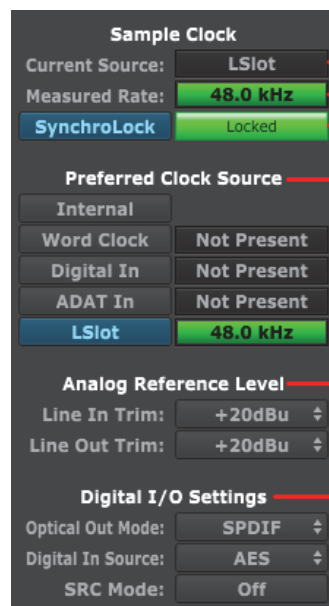 Sample Clock
Current Source: LSlot
Measured Rate: 48.0 kHz
SynchroLock Locked
Preferred Clock Source
Internal
Word Clock Not Present
Digital In Not Present
ADAT In Not Present
LSlot 48.0 kHz
Analog Reference Level
Line In Trim: +20dBu
Line Out Trim: +20dBu
Digital I/O Settings
Optical Out Mode: SPDIF
Digital In Source: AES
SRC Mode: Off